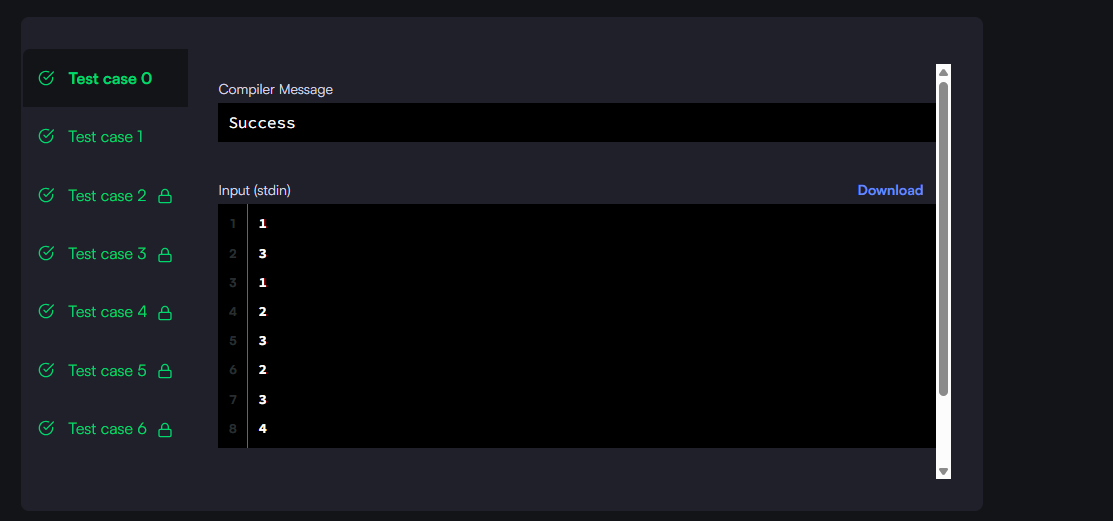 Test case 0
Test case 1
Test case 2
Test case 3
Test case 4
Test case 5
Test case 6
Compiler Message
Success
Input (stdin)
Download
1 1
2 3
3 1
4 2
5 3
6 2
7 3
8 4